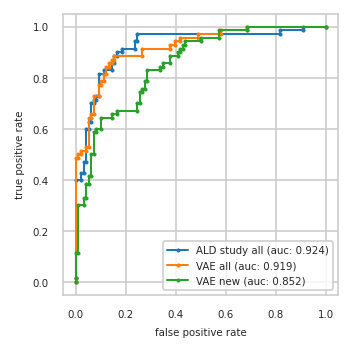 1.0
0.8
0.6
0.4
0.2
0.0
true positive rate
ALD study all (auc: 0.924)
VAE all (auc: 0.919)
VAE new (auc: 0.852)
0.0 0.2 0.4 0.6 0.8 1.0
false positive rate